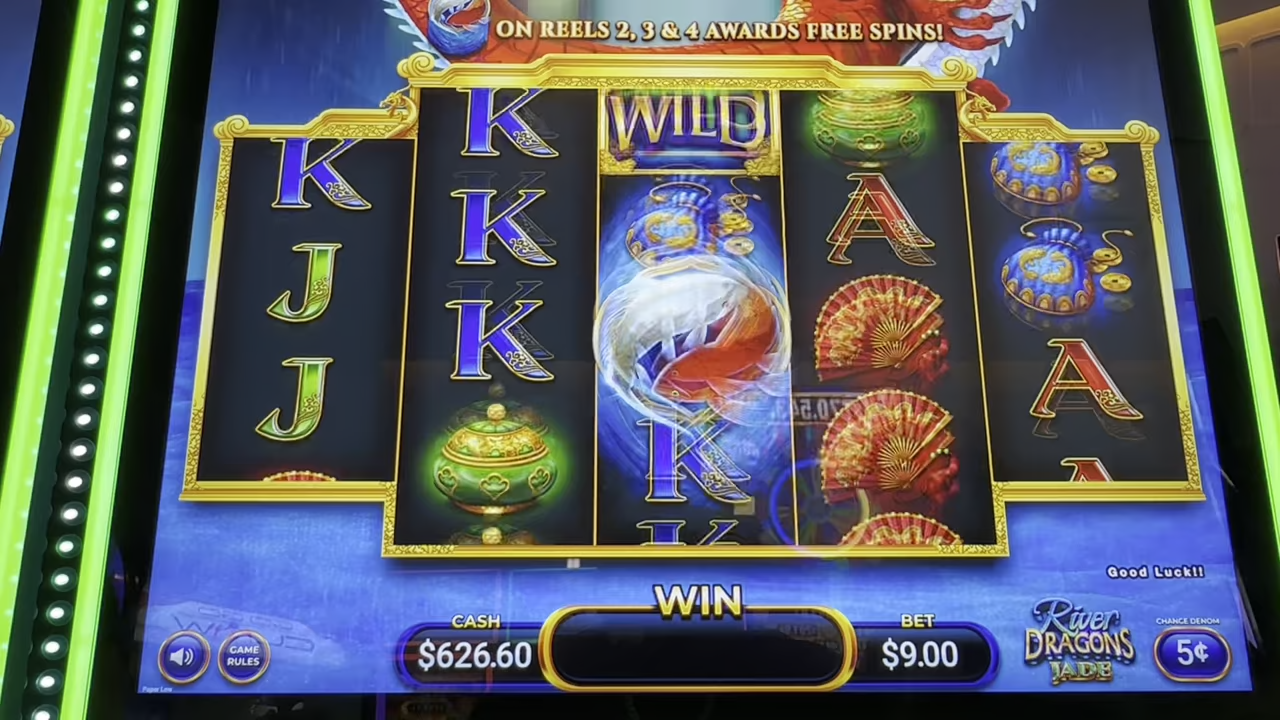 ON REELS 2, 3 & 4 AWARDS FREE SPINS!
K
WILD
K
A
K
J
K
A
J
K
A
K
Good Luck!!
WIN
CASH
BET
$626.60
$9.00
GAME
RULES
River
DRAGONS
JADE
CHANGE DENOM
5¢